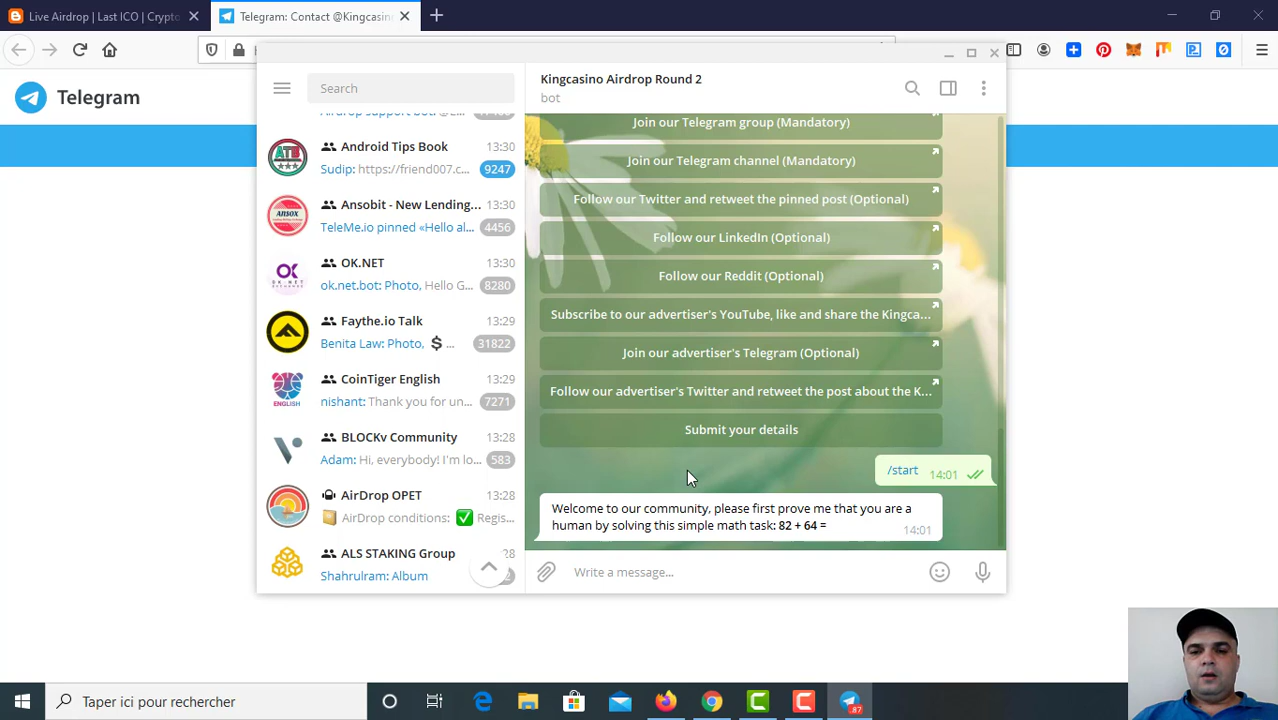 Live Airdrop | Last ICO | Crypto
Telegram: Contact @Kingcasin
Telegram
Search
Kingcasino Airdrop Round 2
bot
Android Tips Book 13:30
Sudip: https://friend007.c... 9247
Ansobit - New Lending... 13:30
TeleMe.io pinned «Hello al... 4456
OK.NET 13:30
ok.net.bot: Photo, Hello G... 8280
Faythe.io Talk 13:29
Benita Law: Photo, $ ... 31822
CoinTiger English 13:29
nishant: Thank you for un... 7271
BLOCKv Community 13:28
Adam: Hi, everybody! I'm lo... 583
AirDrop OPET 13:28
AirDrop conditions: Regis...
ALS STAKING Group :28
Shahrulram: Album
Join our Telegram group (Mandatory)
Join our Telegram channel (Mandatory)
Follow our Twitter and retweet the pinned post (Optional)
Follow our LinkedIn (Optional)
Follow our Reddit (Optional)
Subscribe to our advertiser's YouTube, like and share the Kingca...
Join our advertiser's Telegram (Optional)
Follow our advertiser's Twitter and retweet the post about the K...
Submit your details
/start 14:01
Welcome to our community, please first prove me that you are a
human by solving this simple math task: 82 + 64 =
14:01
Write a message...
Taper ici pour rechercher